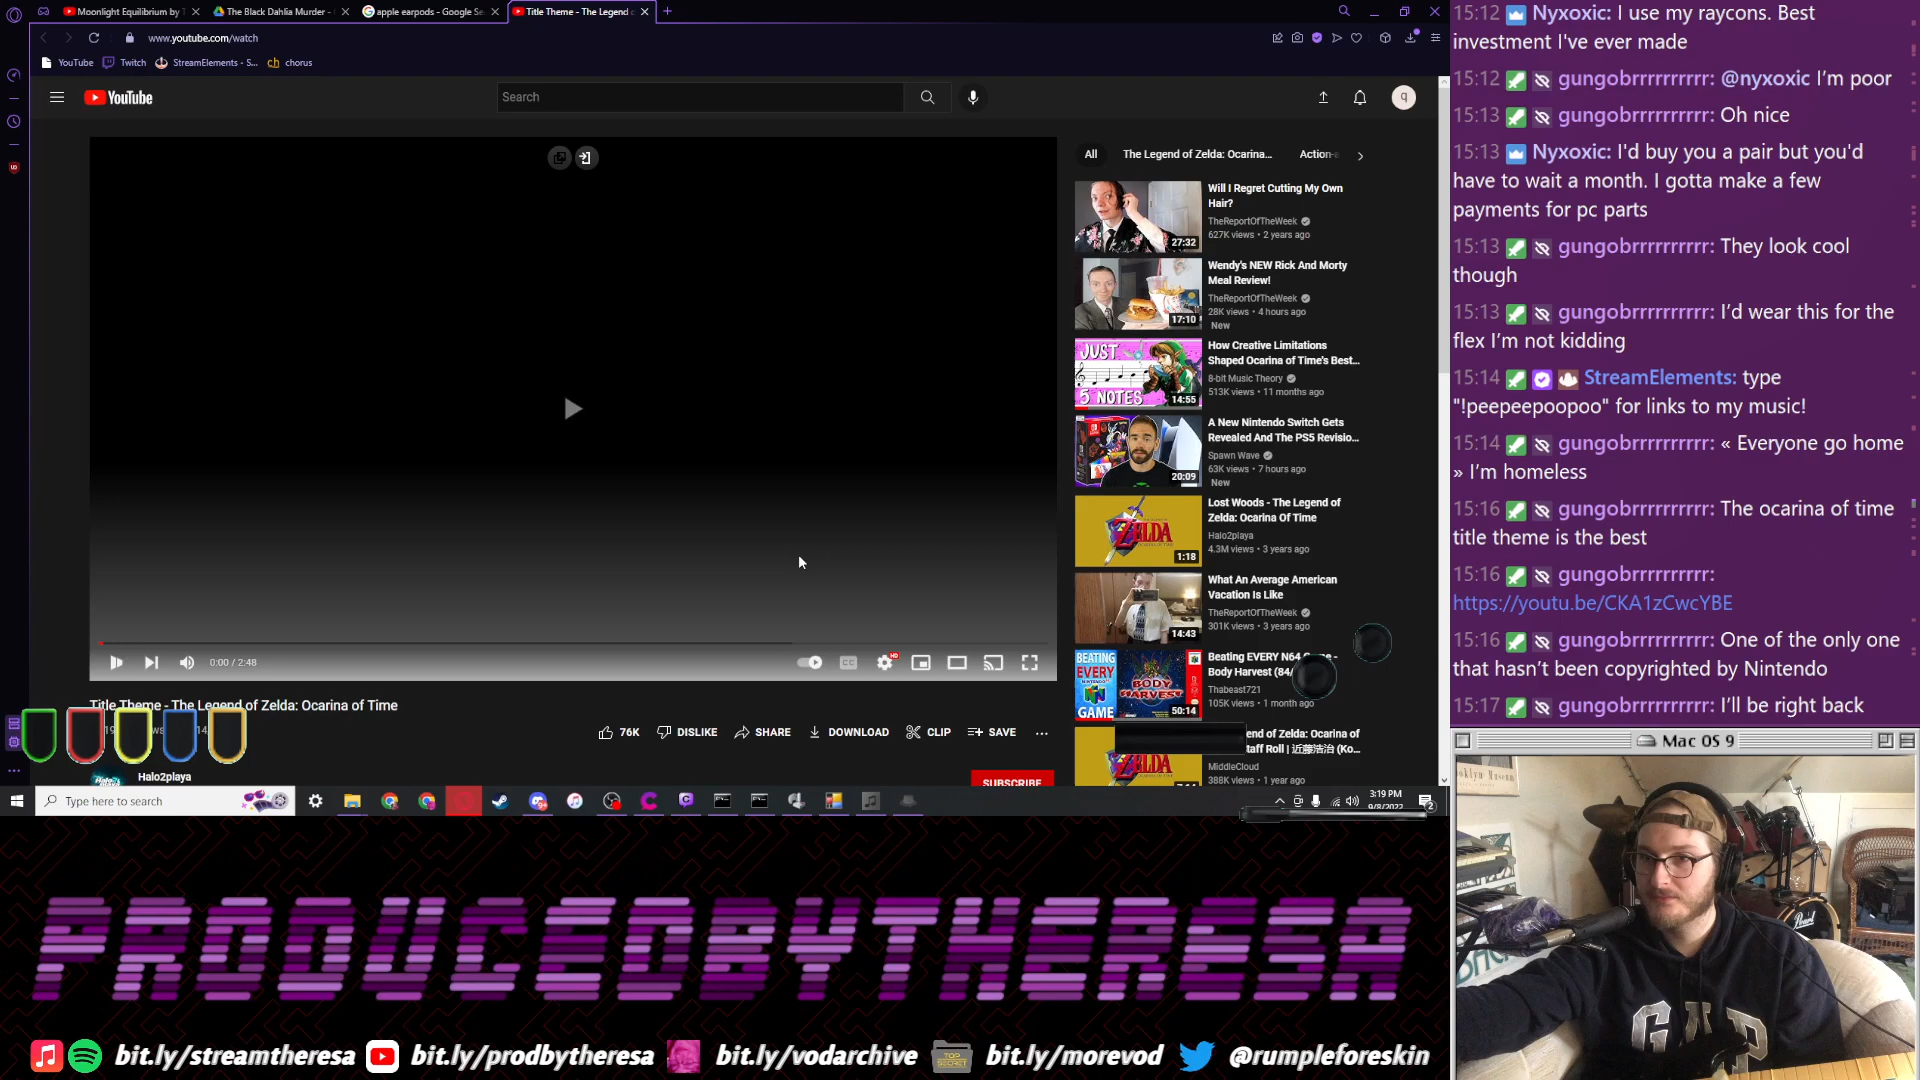 Moonlight Equilibrium by T
The Black Dahlia Murder -
apple earpods - Google Se
Title Theme - The Legend
www.youtube.com/watch
YouTube
Twitch
StreamElements - S...
chorus
YouTube
Search
q
All
The Legend of Zelda: Ocarina...
Action-
Will I Regret Cutting My Own
Hair?
TheReportOfTheWeek
627K views • 2 years ago
27:32
Wendy's NEW Rick And Morty
Meal Review!
TheReportOfTheWeek
28K views • 4 hours ago
New
17:10
JUST
5 NOTES
How Creative Limitations
Shaped Ocarina of Time's Best...
8-bit Music Theory
513K views • 11 months ago
14:55
A New Nintendo Switch Gets
Revealed And The PS5 Revisio...
Spawn Wave
63K views • 7 hours ago
New
20:09
ZELDA
Lost Woods - The Legend of
Zelda: Ocarina Of Time
Halo2playa
4.3M views • 3 years ago
1:18
What An Average American
Vacation Is Like
TheReportOfTheWeek
301K views • 3 years ago
14:43
BEATING
EVERY
N64
GAME
BODY
HARVEST
Beating EVERY N64
Body Harvest (84/
Thabeast721
105K views • 1 month ago
50:14
ZELDA
end of Zelda: Ocarina of
taff Roll | 近藤浩治 (Ko...
MiddleCloud
388K views • 1 year ago
0:00 / 2:48
HD
Title Theme - The Legend of Zelda: Ocarina of Time
76K
DISLIKE
SHARE
DOWNLOAD
CLIP
SAVE
Halo2playa
SUBSCRIBE
Type here to search
3:19 PM
9/8/2022
2
15:12 Nyxoxic: I use my raycons. Best
investment I've ever made
15:12 gungobrrrrrrrrrr: @nyxoxic I'm poor
15:13 gungobrrrrrrrrrr: Oh nice
15:13 Nyxoxic: I'd buy you a pair but you'd
have to wait a month. I gotta make a few
payments for pc parts
15:13 gungobrrrrrrrrrr: They look cool
though
15:13 gungobrrrrrrrrrr: I'd wear this for the
flex I'm not kidding
15:14 StreamElements: type
"!peepeepoopoo" for links to my music!
15:14 gungobrrrrrrrrrr: « Everyone go home
» I'm homeless
15:16 gungobrrrrrrrrrr: The ocarina of time
title theme is the best
15:16 gungobrrrrrrrrrr:
https://youtu.be/CKA1zCwcYBE
15:16 gungobrrrrrrrrrr: One of the only one
that hasn't been copyrighted by Nintendo
15:17 gungobrrrrrrrrrr: I'll be right back
Mac OS 9
Pearl
GAP
PRODUCEDBYTHERESA
bit.ly/streamtheresa
bit.ly/prodbytheresa
bit.ly/vodarchive
TOP
SECRET
bit.ly/morevod
@rumpleforeskin